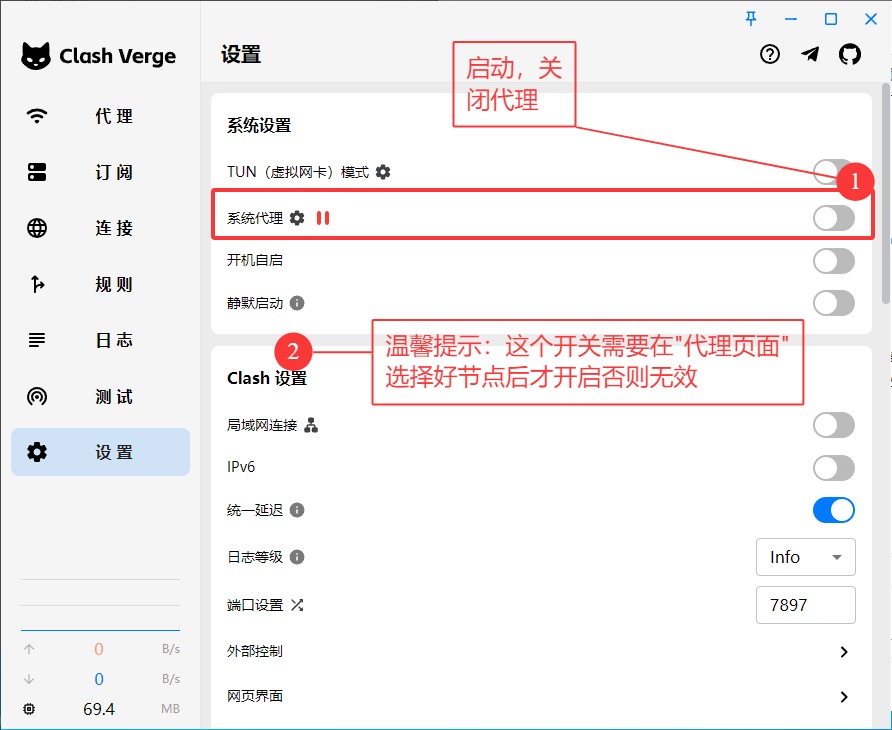 Clash Verge
代理
订阅
连接
规则
日志
测试
设置
0 B/s
0 B/s
69.4 MB
设置
启动，关
闭代理
系统设置
TUN（虚拟网卡）模式
1
系统代理
开机自启
静默启动
2
温馨提示：这个开关需要在"代理页面"
选择好节点后才开启否则无效
Clash 设置
局域网连接
IPv6
统一延迟
日志等级 Info
端口设置 7897
外部控制
网页界面